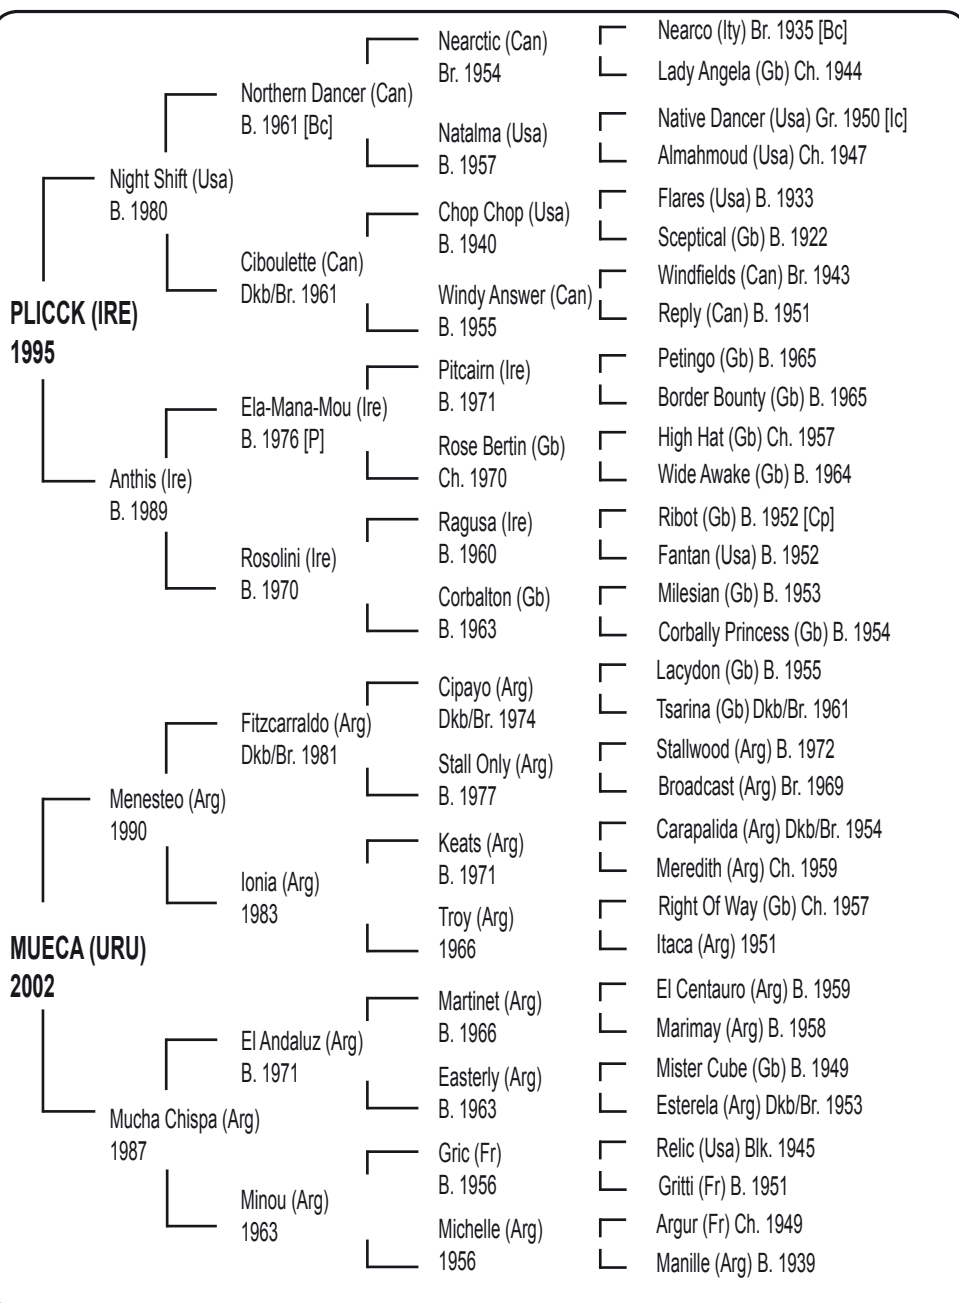 Nearco (Ity) Br. 1935 [Bc]
Nearctic (Can)
Br. 1954
Lady Angela (Gb) Ch. 1944
Northern Dancer (Can)
B. 1961 [Bc]
Native Dancer (Usa) Gr. 1950 [Ic]
Natalma (Usa)
B. 1957
Almahmoud (Usa) Ch. 1947
Night Shift (Usa)
B. 1980
Flares (Usa) B. 1933
Chop Chop (Usa)
B. 1940
Sceptical (Gb) B. 1922
Ciboulette (Can)
Dkb/Br. 1961
Windfields (Can) Br. 1943
Windy Answer (Can)
B. 1955
Reply (Can) B. 1951
PLICCK (IRE)
1995
Petingo (Gb) B. 1965
Pitcairn (Ire)
B. 1971
Border Bounty (Gb) B. 1965
Ela-Mana-Mou (Ire)
B. 1976 [P]
High Hat (Gb) Ch. 1957
Rose Bertin (Gb)
Ch. 1970
Wide Awake (Gb) B. 1964
Anthis (Ire)
B. 1989
Ribot (Gb) B. 1952 [Cp]
Ragusa (Ire)
B. 1960
Fantan (Usa) B. 1952
Rosolini (Ire)
B. 1970
Milesian (Gb) B. 1953
Corbalton (Gb)
B. 1963
Corbally Princess (Gb) B. 1954
Lacydon (Gb) B. 1955
Cipayo (Arg)
Dkb/Br. 1974
Tsarina (Gb) Dkb/Br. 1961
Fitzcarraldo (Arg)
Dkb/Br. 1981
Stallwood (Arg) B. 1972
Stall Only (Arg)
B. 1977
Broadcast (Arg) Br. 1969
Menesteo (Arg)
1990
Carapalida (Arg) Dkb/Br. 1954
Keats (Arg)
B. 1971
Meredith (Arg) Ch. 1959
Ionia (Arg)
1983
Right Of Way (Gb) Ch. 1957
Troy (Arg)
1966
Itaca (Arg) 1951
MUECA (URU)
2002
El Centauro (Arg) B. 1959
Martinet (Arg)
B. 1966
Marimay (Arg) B. 1958
El Andaluz (Arg)
B. 1971
Mister Cube (Gb) B. 1949
Easterly (Arg)
B. 1963
Esterela (Arg) Dkb/Br. 1953
Mucha Chispa (Arg)
1987
Relic (Usa) Blk. 1945
Gric (Fr)
B. 1956
Gritti (Fr) B. 1951
Minou (Arg)
1963
Argur (Fr) Ch. 1949
Michelle (Arg)
1956
Manille (Arg) B. 1939